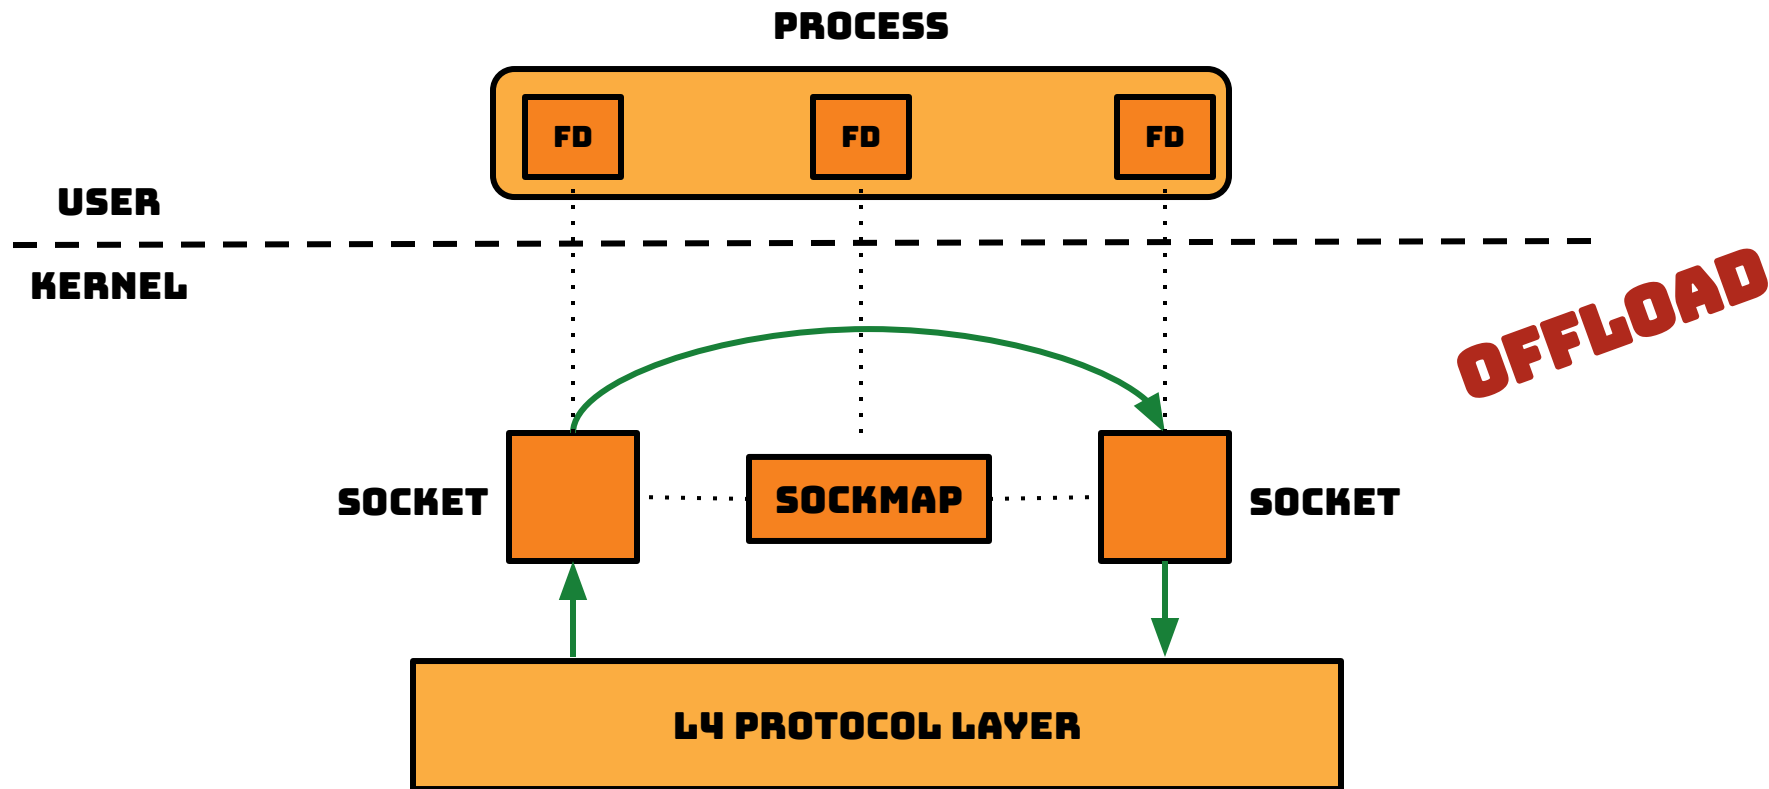 PROCESS
FD
FD
FD
USER
KERNEL
OFFLOAD
SOCKET
SOCKMAP
SOCKET
L4 PROTOCOL LAYER